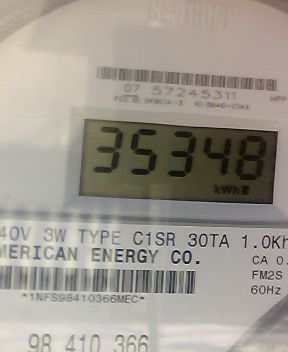 07 57245311
35348
kWh
40V 3W TYPE C1SR 30TA 1.0Kh
MERICAN ENERGY CO.
CA 0.
*1NFS98410366MEC*
FM2S
60Hz
98 410 366